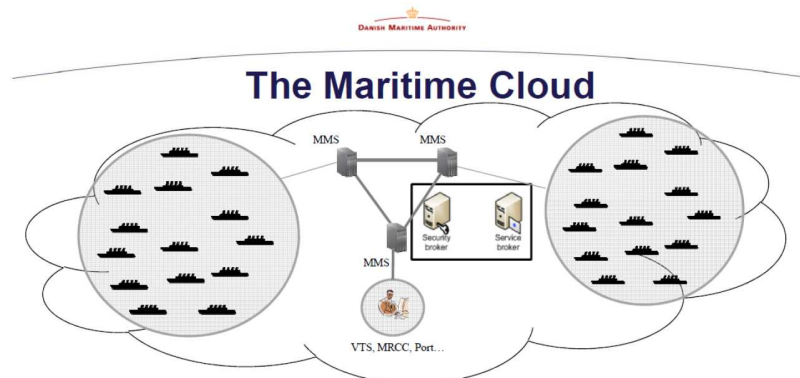 DANISH MARITIME AUTHORITY
The Maritime Cloud
MMS
MMS
Security
broker
Service
broker
MMS
VTS, MRCC, Port…